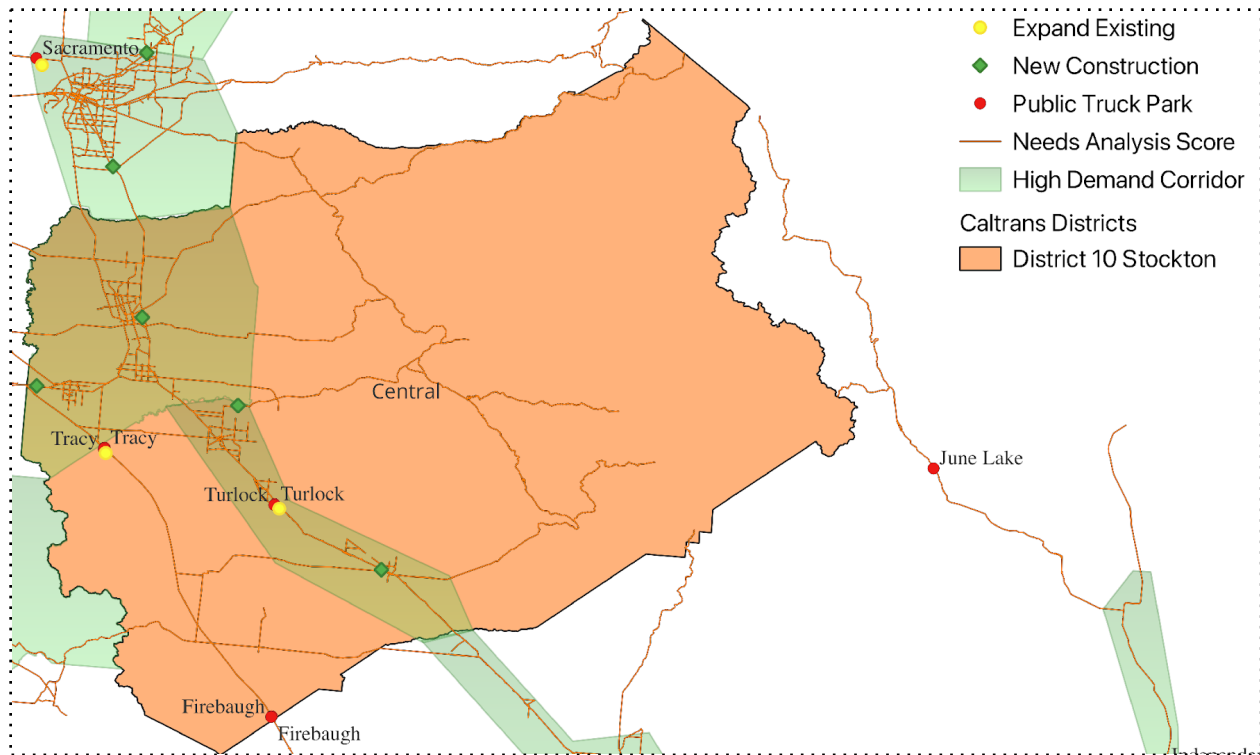 Expand Existing
New Construction
Public Truck Park
Needs Analysis Score
High Demand Corridor
Caltrans Districts
District 10 Stockton
Sacramento
Central
Tracy Tracy
June Lake
Turlock Turlock
Firebaugh
Firebaugh